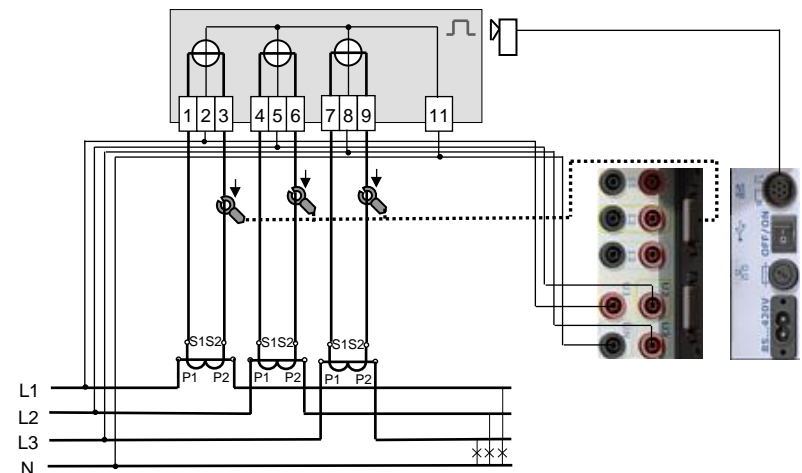 1 2 3 4 5 6 7 8 9 11
S1S2 S1S2 S1S2
P1 P2 P1 P2 P1 P2
L1
L2
L3
N
OFF/ON
85...430V